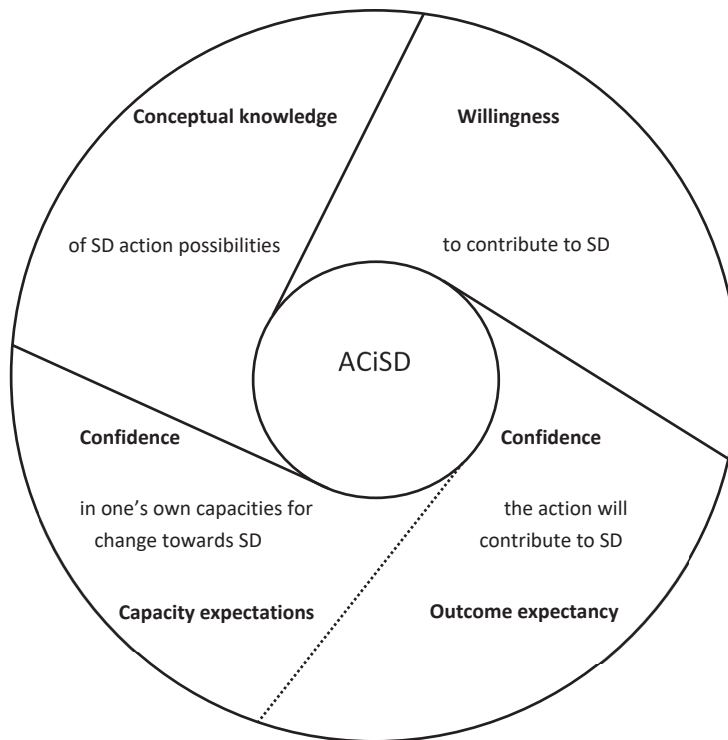 Conceptual knowledge
of SD action possibilities
Willingness
to contribute to SD
ACiSD
Confidence
in one’s own capacities for
change towards SD
Capacity expectations
Confidence
the action will
contribute to SD
Outcome expectancy